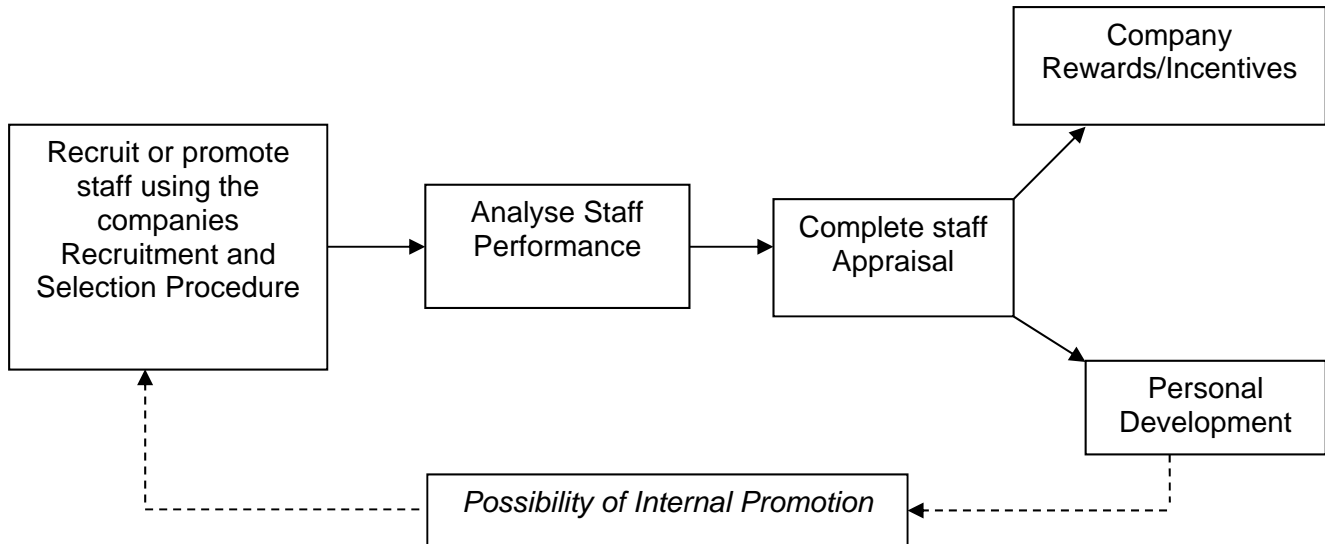 Company
Rewards/Incentives
Recruit or promote
staff using the
companies
Recruitment and
Selection Procedure
Analyse Staff
Performance
Complete staff
Appraisal
Personal
Development
Possibility of Internal Promotion